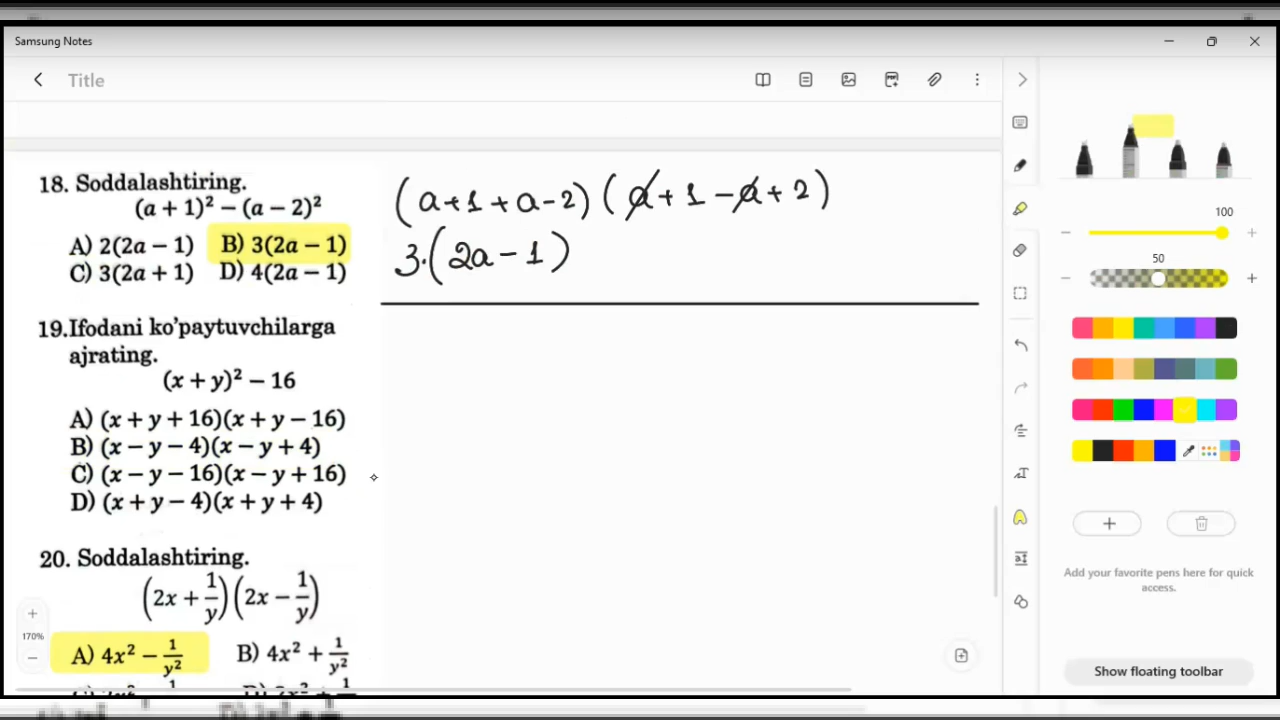 Samsung Notes
Title
18. Soddalashtiring.
(a + 1)² − (a − 2)²
A) 2(2a − 1) B) 3(2a − 1)
C) 3(2a + 1) D) 4(2a − 1)
(a+1+a-2)(a+1-a+2)
3·(2a-1)
19.Ifodani ko'paytuvchilarga
ajrating.
(x + y)² − 16
A) (x + y + 16)(x + y − 16)
B) (x − y − 4)(x − y + 4)
C) (x − y − 16)(x − y + 16)
D) (x + y − 4)(x + y + 4)
20. Soddalashtiring.
(2x + 1/y)(2x − 1/y)
A) 4x² − 1/y² B) 4x² + 1/y²
170%
100
50
Add your favorite pens here for quick
access.
Show floating toolbar